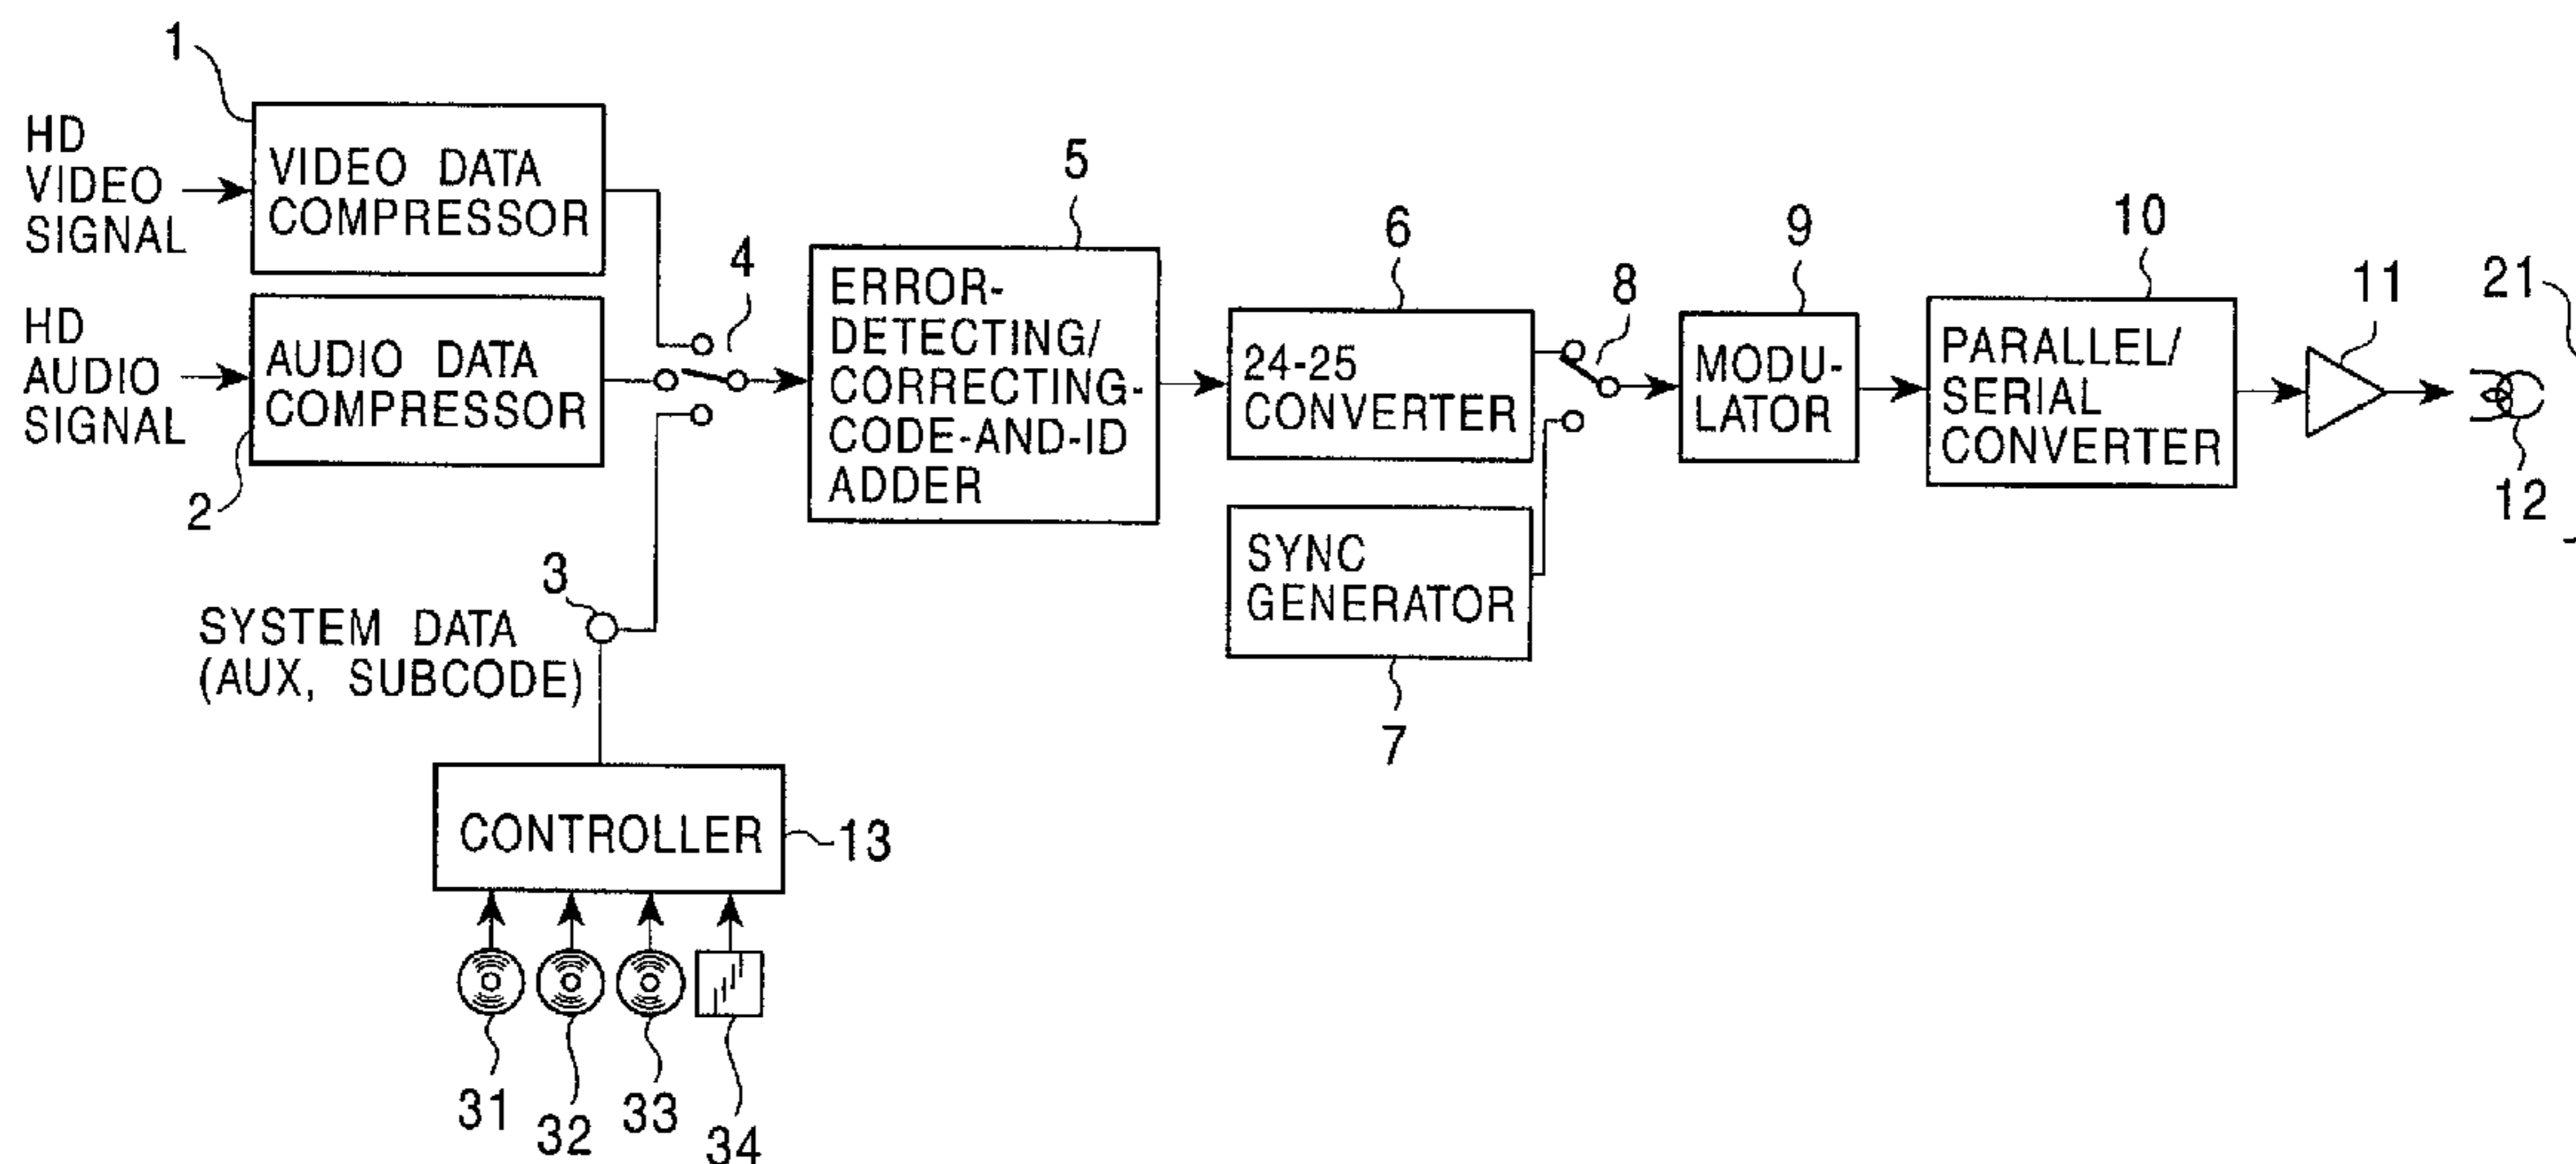 1
HD
VIDEO
SIGNAL
VIDEO DATA
COMPRESSOR
HD
AUDIO
SIGNAL
AUDIO DATA
COMPRESSOR
2
4
5
ERROR-
DETECTING/
CORRECTING-
CODE-AND-ID
ADDER
6
24-25
CONVERTER
8
SYNC
GENERATOR
7
9
MODU-
LATOR
10
PARALLEL/
SERIAL
CONVERTER
11
21
12
3
SYSTEM DATA
(AUX, SUBCODE)
CONTROLLER
13
31
32
33
34